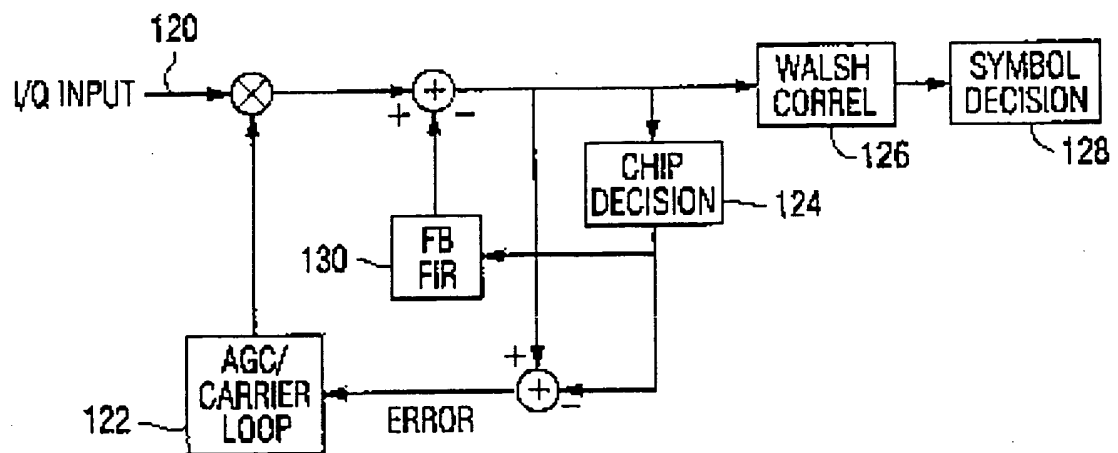 120
I/Q INPUT
+
-
WALSH
CORREL
126
SYMBOL
DECISION
128
CHIP
DECISION
124
130
FB
FIR
AGC/
CARRIER
LOOP
122
ERROR
+
-